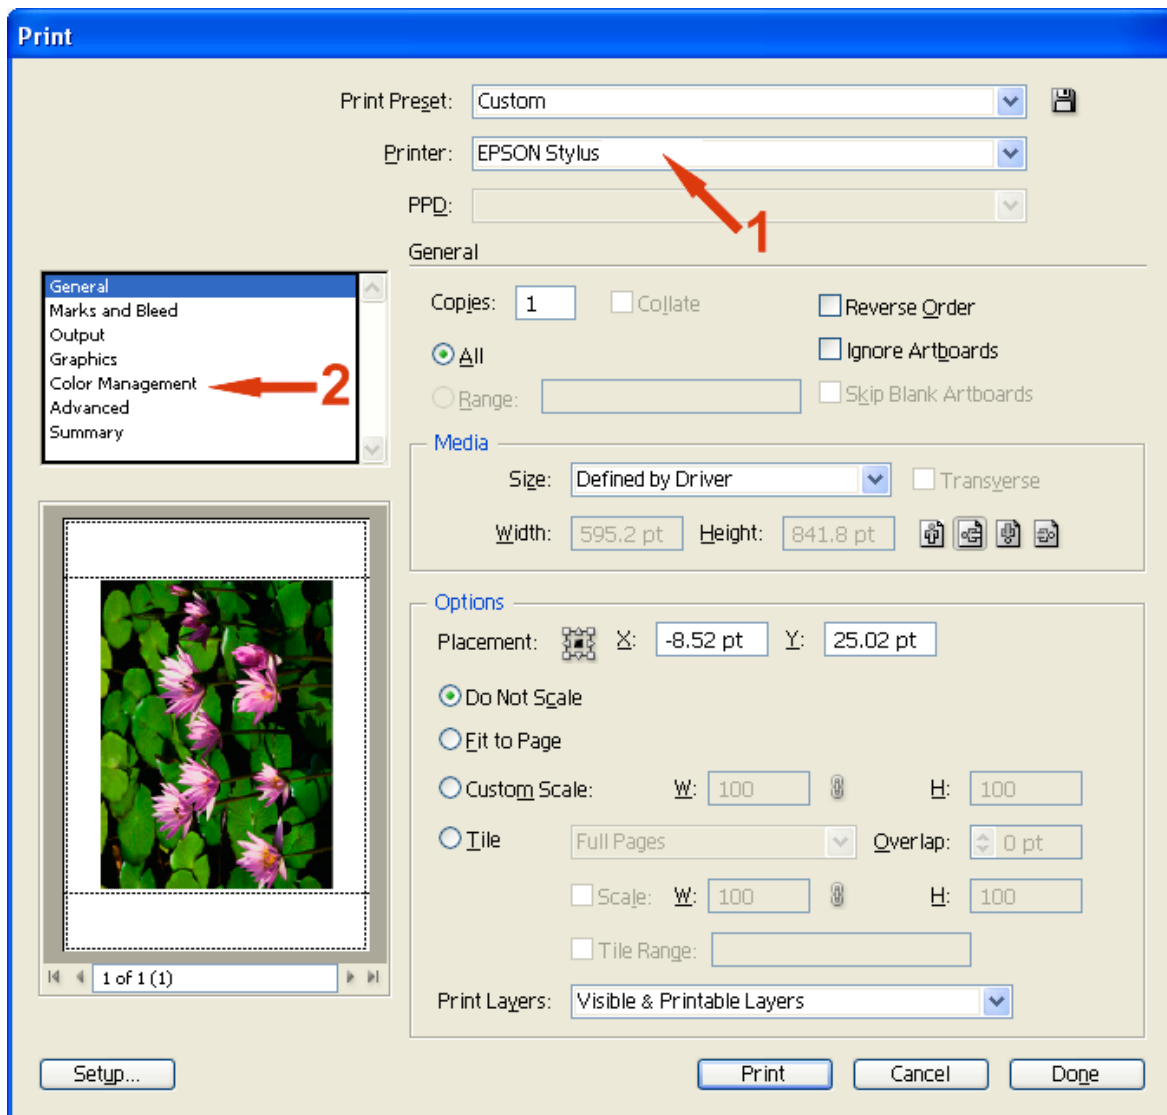 Print
Print Preset: Custom
Printer: EPSON Stylus
PPD:
1
General
General
Marks and Bleed
Output
Graphics
Color Management
Advanced
Summary
2
Copies: 1 Collate Reverse Order
All Ignore Artboards
Range: Skip Blank Artboards
Media
Size: Defined by Driver Transverse
Width: 595.2 pt Height: 841.8 pt
Options
Placement: X: -8.52 pt Y: 25.02 pt
Do Not Scale
Fit to Page
Custom Scale: W: 100 H: 100
Tile Full Pages Overlap: 0 pt
Scale: W: 100 H: 100
Tile Range:
Print Layers: Visible & Printable Layers
1 of 1 (1)
Setup... Print Cancel Done